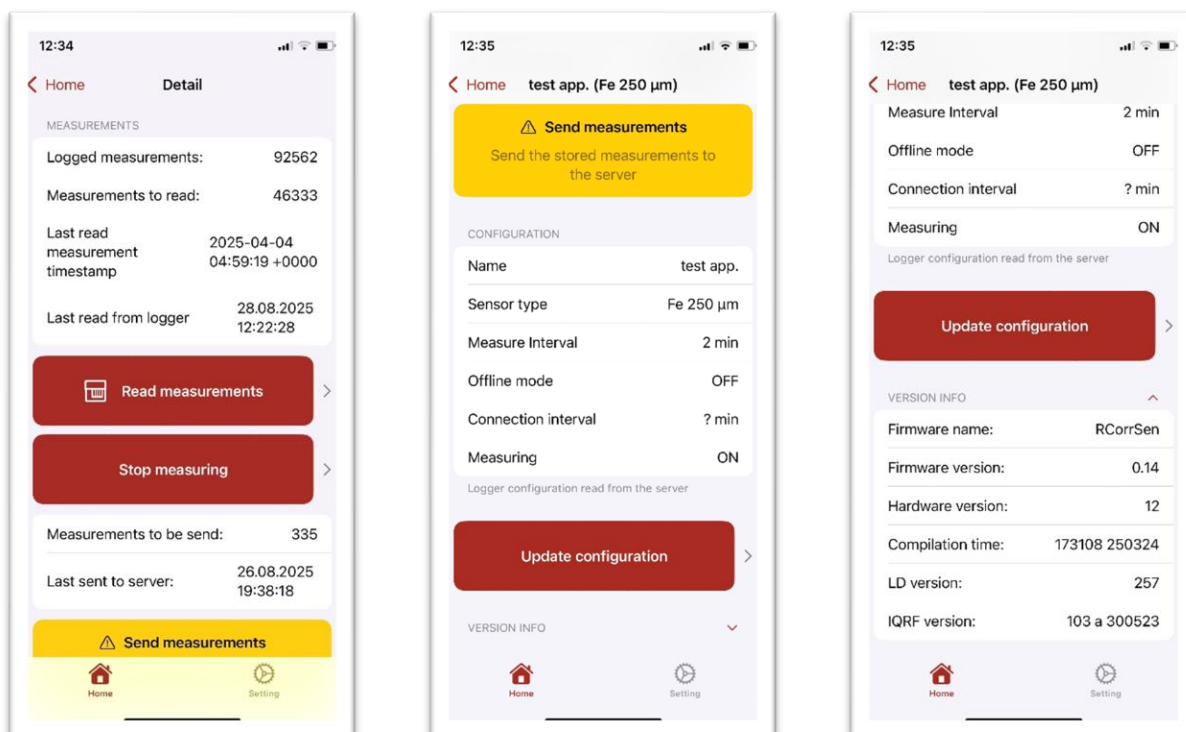 12:34
Home Detail
MEASUREMENTS
Logged measurements: 92562
Measurements to read: 46333
Last read
measurement
timestamp
2025-04-04
04:59:19 +0000
Last read from logger
28.08.2025
12:22:28
Read measurements
Stop measuring
Measurements to be send: 335
Last sent to server:
26.08.2025
19:38:18
Send measurements
Home Setting
12:35
Home test app. (Fe 250 µm)
Send measurements
Send the stored measurements to
the server
CONFIGURATION
Name test app.
Sensor type Fe 250 µm
Measure Interval 2 min
Offline mode OFF
Connection interval ? min
Measuring ON
Logger configuration read from the server
Update configuration
VERSION INFO
Home Setting
12:35
Home test app. (Fe 250 µm)
Measure Interval 2 min
Offline mode OFF
Connection interval ? min
Measuring ON
Logger configuration read from the server
Update configuration
VERSION INFO
Firmware name: RCorrSen
Firmware version: 0.14
Hardware version: 12
Compilation time: 173108 250324
LD version: 257
IQRF version: 103 a 300523
Home Setting